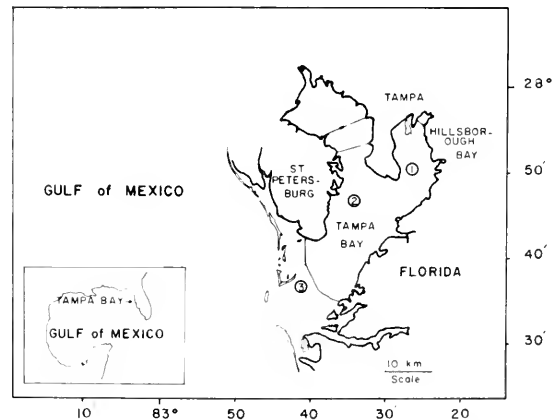 28°
TAMPA
HILLSBOR-
OUGH
BAY
①
50'
ST
PETERS-
BURG
GULF of MEXICO
②
TAMPA
BAY
40'
FLORIDA
TAMPA BAY
③
GULF of MEXICO
30'
10 km
Scale
10 83° 50 40 30 20